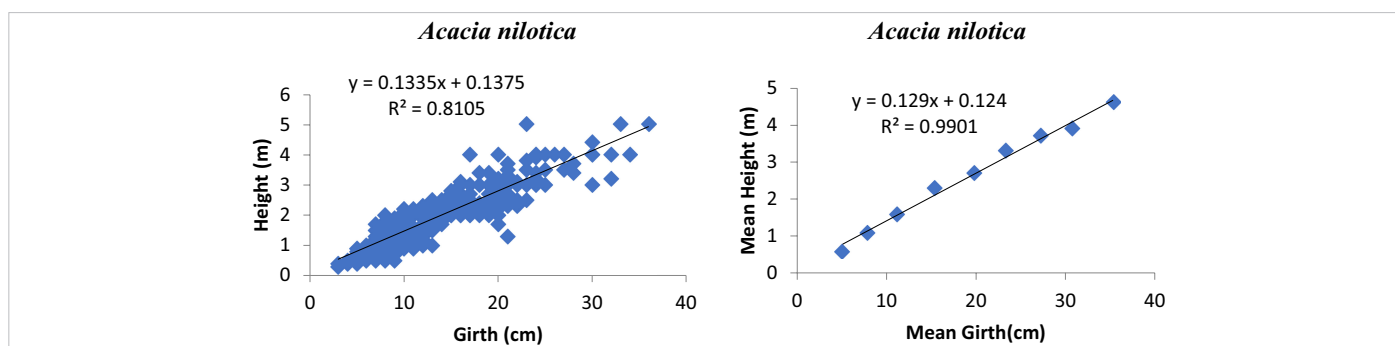 Acacia nilotica
y = 0.1335x + 0.1375
R² = 0.8105
Height (m)
6
5
4
3
2
1
0
0 10 20 30 40
Girth (cm)
Acacia nilotica
y = 0.129x + 0.124
R² = 0.9901
Mean Height (m)
5
4
3
2
1
0
0 10 20 30 40
Mean Girth(cm)